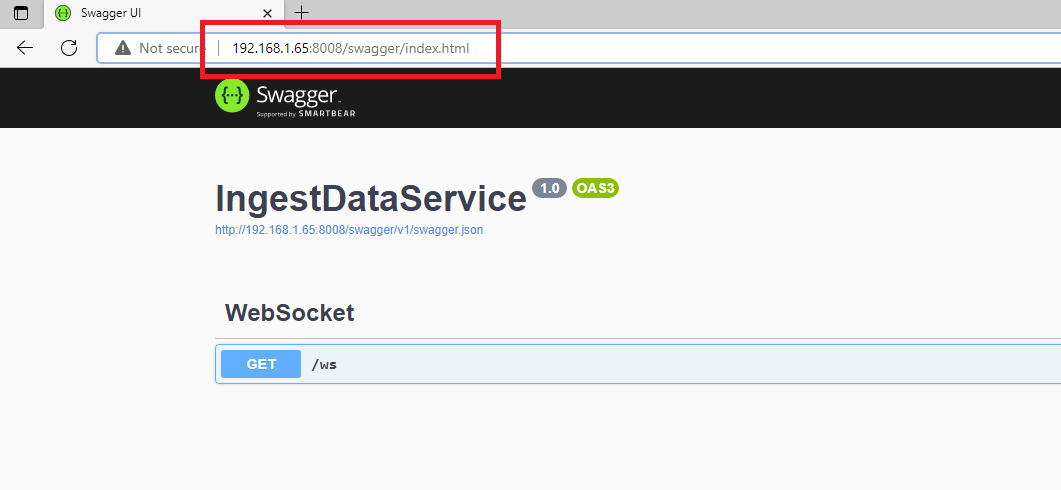 Swagger UI
Not secure 192.168.1.65:8008/swagger/index.html
{···} Swagger™
Supported by SMARTBEAR
IngestDataService 1.0 OAS3
http://192.168.1.65:8008/swagger/v1/swagger.json
WebSocket
GET /ws